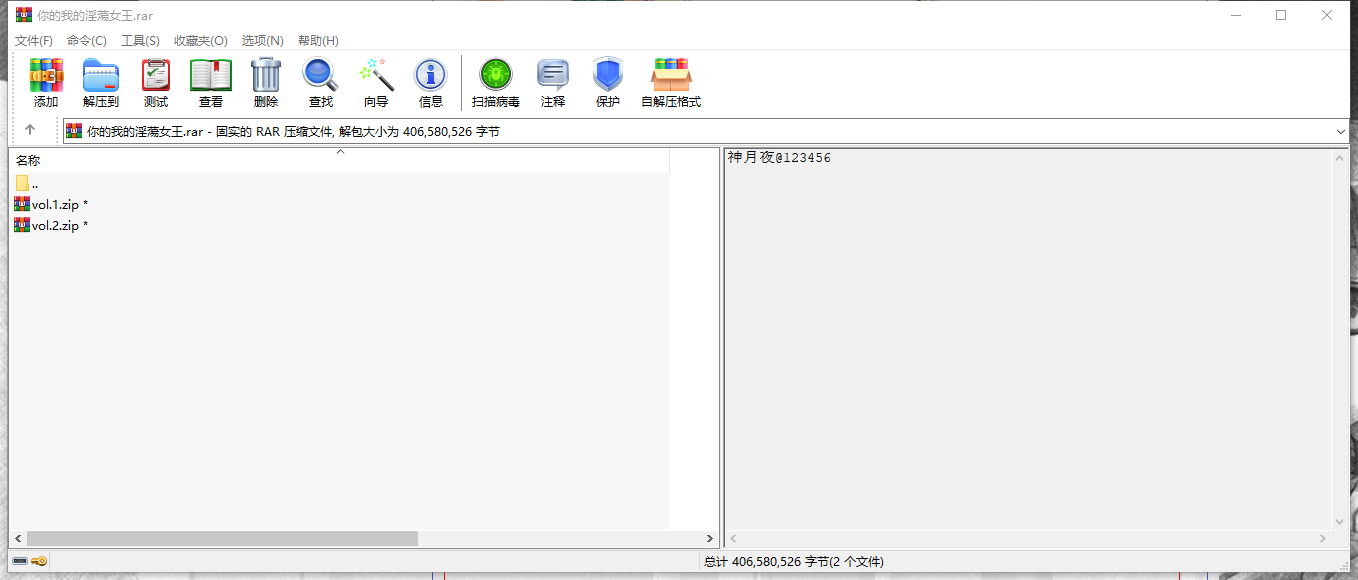 你的我的淫荡女王.rar
文件(F) 命令(C) 工具(S) 收藏夹(O) 选项(N) 帮助(H)
添加 解压到 测试 查看 删除 查找 向导 信息 扫描病毒 注释 保护 自解压格式
你的我的淫荡女王.rar - 固实的 RAR 压缩文件, 解包大小为 406,580,526 字节
名称
..
vol.1.zip *
vol.2.zip *
神月夜@123456
总计 406,580,526 字节(2 个文件)